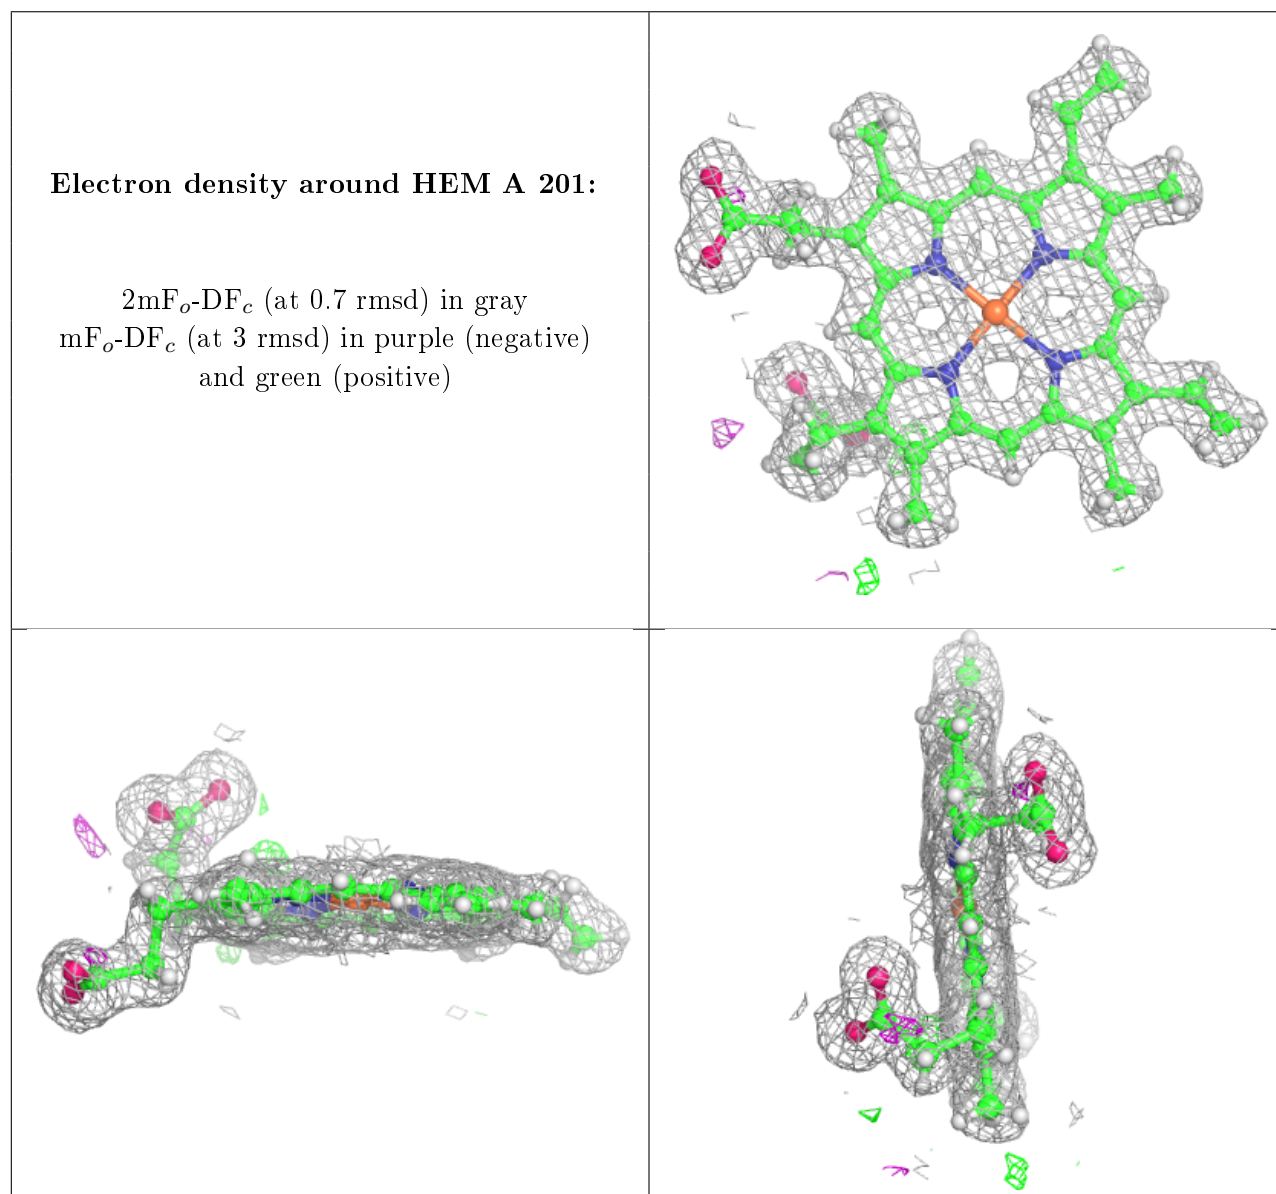 Electron density around HEM A 201:
2mFₒ-DF𝒸 (at 0.7 rmsd) in gray
mFₒ-DF𝒸 (at 3 rmsd) in purple (negative)
and green (positive)